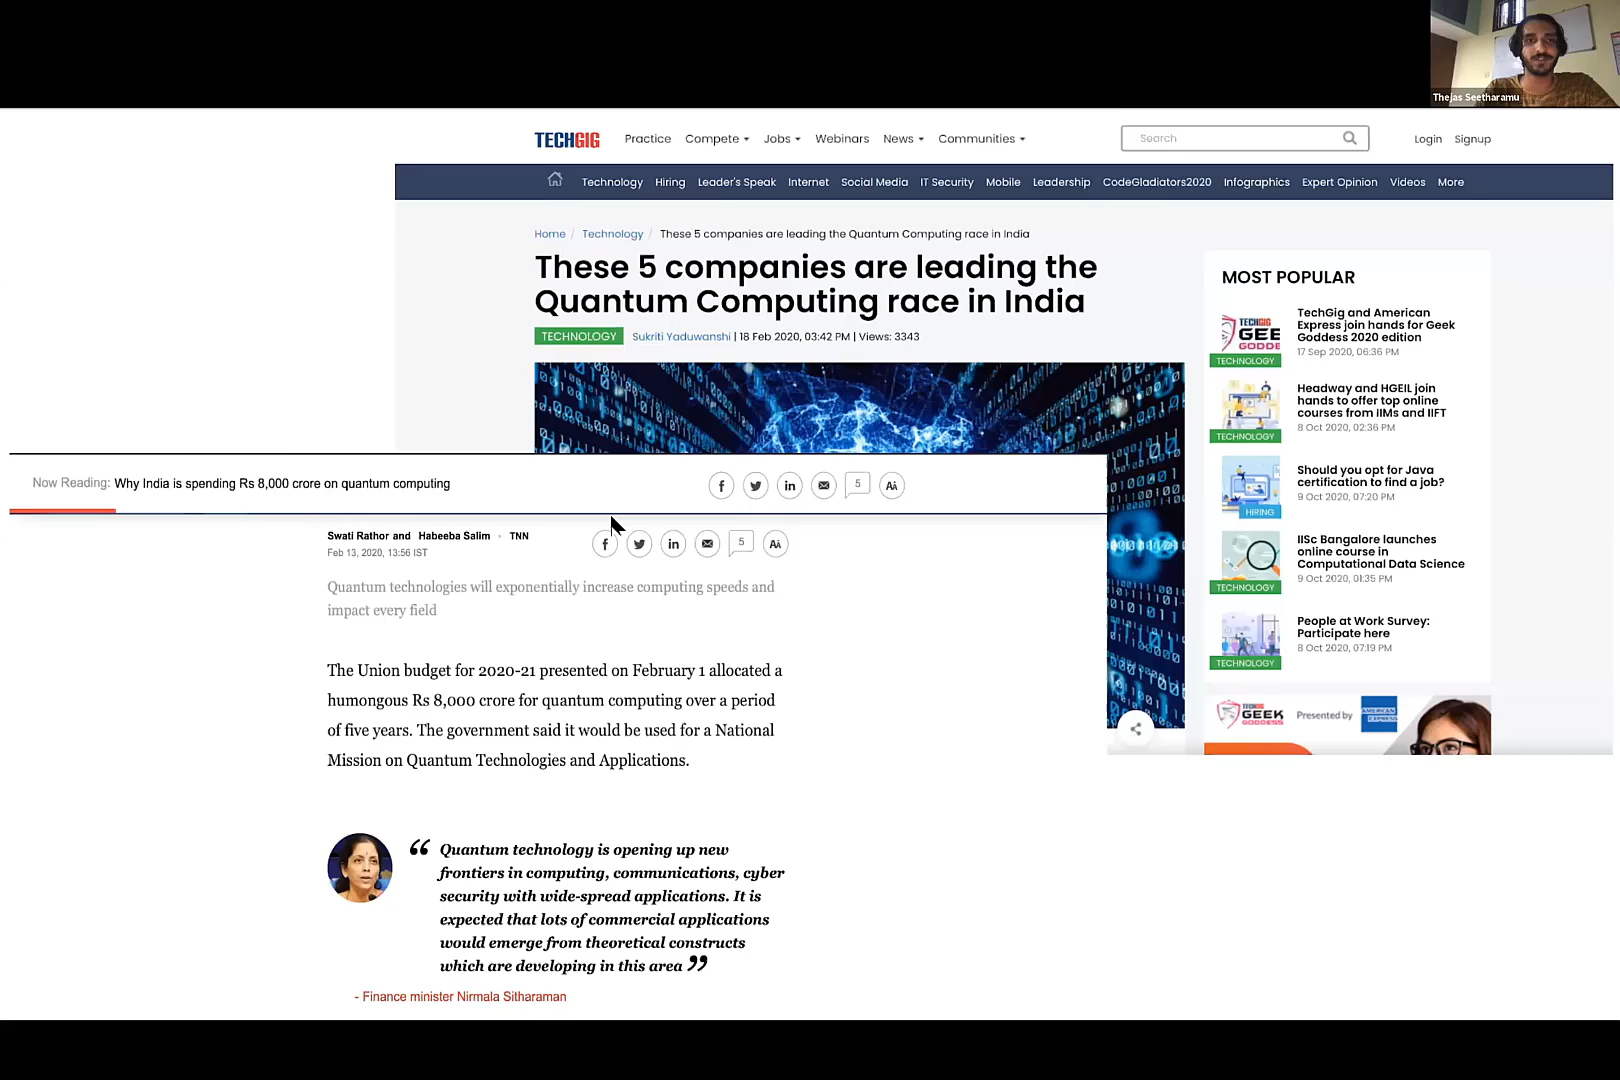 Thejas Seetharamu
TECHGIG Practice Compete Jobs Webinars News Communities Search Login Signup
Technology Hiring Leader's Speak Internet Social Media IT Security Mobile Leadership CodeGladiators2020 Infographics Expert Opinion Videos More
Home / Technology / These 5 companies are leading the Quantum Computing race in India
These 5 companies are leading the
Quantum Computing race in India
TECHNOLOGY Sukriti Yaduwanshi | 18 Feb 2020, 03:42 PM | Views: 3343
MOST POPULAR
TECHGIG
GEE
GODDE
TECHNOLOGY
TechGig and American
Express join hands for Geek
Goddess 2020 edition
17 Sep 2020, 06:36 PM
TECHNOLOGY
Headway and HGEIL join
hands to offer top online
courses from IIMs and IIFT
8 Oct 2020, 02:36 PM
HIRING
Should you opt for Java
certification to find a job?
9 Oct 2020, 07:20 PM
TECHNOLOGY
IISc Bangalore launches
online course in
Computational Data Science
9 Oct 2020, 01:35 PM
TECHNOLOGY
People at Work Survey:
Participate here
8 Oct 2020, 07:19 PM
GEEK
GODDESS
Presented by
AMERICAN
EXPRESS
Now Reading: Why India is spending Rs 8,000 crore on quantum computing
5
AA
Swati Rathor and Habeeba Salim • TNN
Feb 13, 2020, 13:56 IST
5
AA
Quantum technologies will exponentially increase computing speeds and
impact every field
The Union budget for 2020-21 presented on February 1 allocated a
humongous Rs 8,000 crore for quantum computing over a period
of five years. The government said it would be used for a National
Mission on Quantum Technologies and Applications.
“ Quantum technology is opening up new
frontiers in computing, communications, cyber
security with wide-spread applications. It is
expected that lots of commercial applications
would emerge from theoretical constructs
which are developing in this area ”
- Finance minister Nirmala Sitharaman